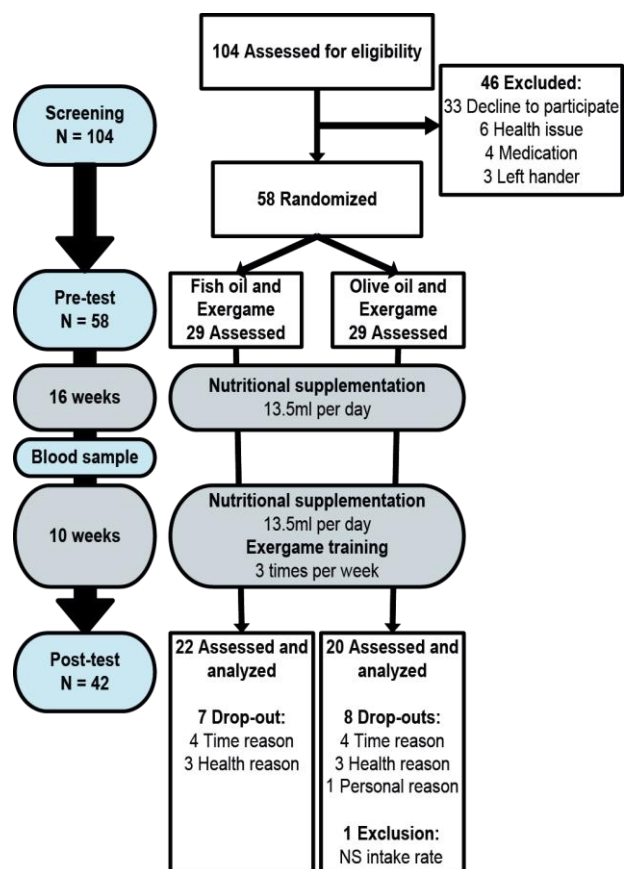 104 Assessed for eligibility
46 Excluded:
33 Decline to participate
6 Health issue
4 Medication
3 Left hander
Screening
N = 104
58 Randomized
Pre-test
N = 58
Fish oil and
Exergame
29 Assessed
Olive oil and
Exergame
29 Assessed
16 weeks
Nutritional supplementation
13.5ml per day
Blood sample
10 weeks
Nutritional supplementation
13.5ml per day
Exergame training
3 times per week
Post-test
N = 42
22 Assessed and
analyzed
7 Drop-out:
4 Time reason
3 Health reason
20 Assessed and
analyzed
8 Drop-outs:
4 Time reason
3 Health reason
1 Personal reason
1 Exclusion:
NS intake rate